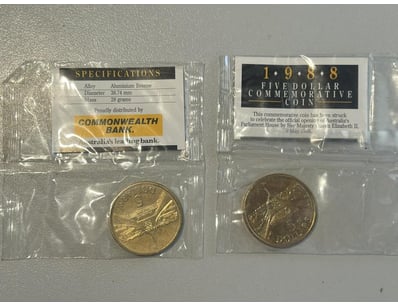 SPECIFICATIONS
Alloy Aluminium Bronze
Diameter 38.74 mm
Mass 20 grams
Proudly distributed by
COMMONWEALTH
BANK.
Australia's leading bank.
1·9·8·8
FIVE DOLLAR
COMMEMORATIVE
COIN
This commemorative coin has been struck
to celebrate the official opening of Australia's
Parliament House by Her Majesty Queen Elizabeth II,